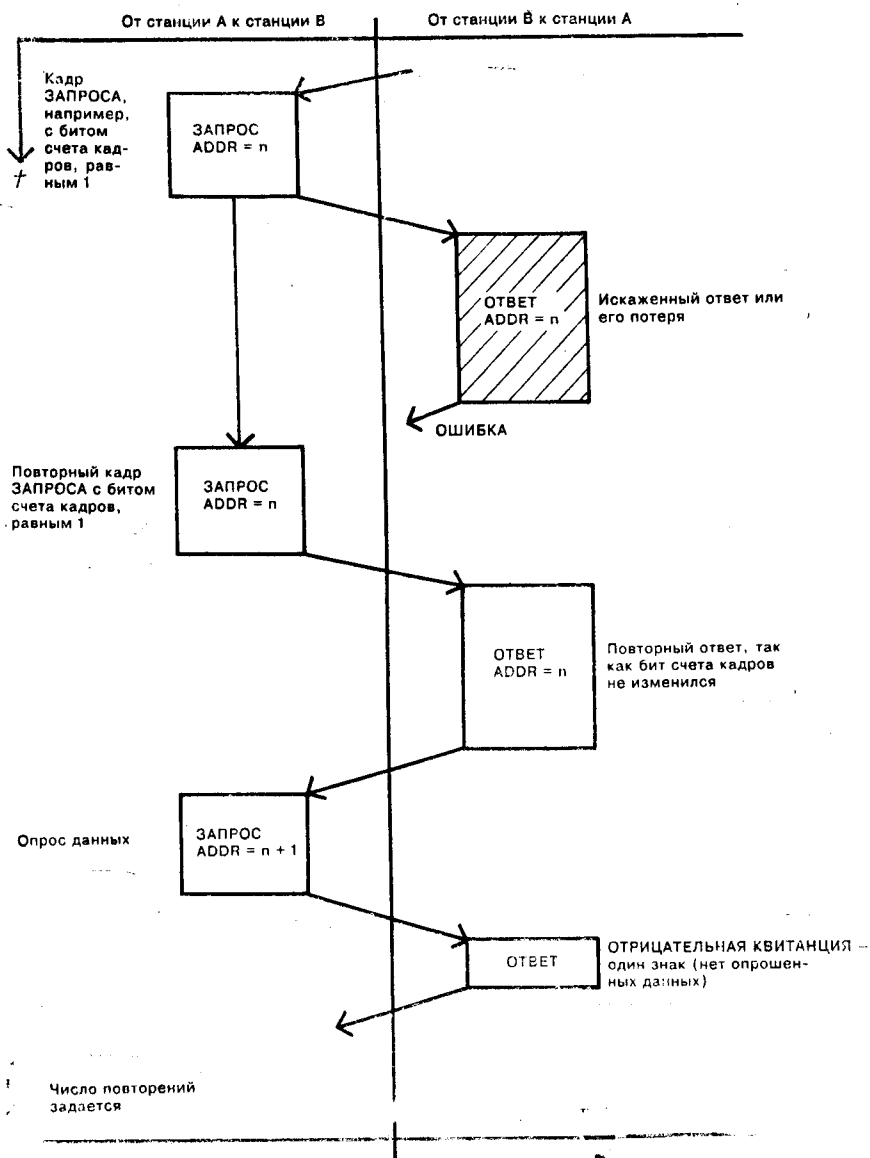 От станции А к станции В
От станции В к станции А
Кадр
ЗАПРОСА,
например,
с битом
счета кад-
ров, рав-
ным 1
t
ЗАПРОС
ADDR = n
ОТВЕТ
ADDR = n
Искаженный ответ или
его потеря
ОШИБКА
Повторный кадр
ЗАПРОСА с битом
счета кадров,
равным 1
ЗАПРОС
ADDR = n
ОТВЕТ
ADDR = n
Повторный ответ, так
как бит счета кадров
не изменился
Опрос данных
ЗАПРОС
ADDR = n + 1
ОТВЕТ
ОТРИЦАТЕЛЬНАЯ КВИТАНЦИЯ –
один знак (нет опрошен-
ных данных)
Число повторений
задается